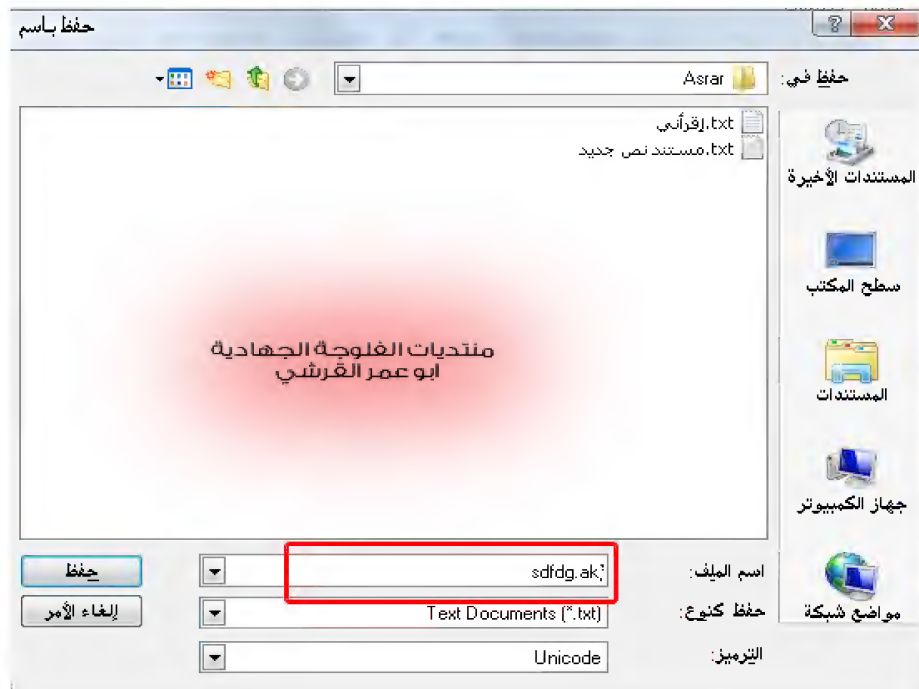 حفظ باسم
حفظ في:
Asrar
إقرأني.txt
مستند نص جديد.txt
المستندات الأخيرة
سطح المكتب
المستندات
جهاز الكمبيوتر
مواضع شبكة
منتديات الفلوجة الجهادية
ابو عمر القرشي
اسم الملف:
sdfdg.ak
حفظ
حفظ كنوع:
Text Documents (*.txt)
إلغاء الأمر
الترميز:
Unicode